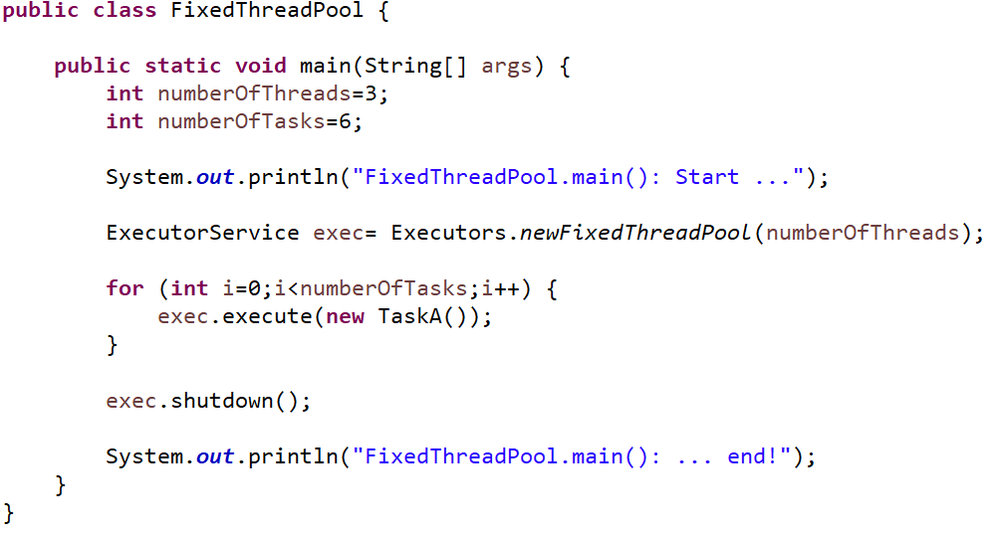 public class FixedThreadPool {
public static void main(String[] args) {
int numberOfThreads=3;
int numberOfTasks=6;
System.out.println("FixedThreadPool.main(): Start ...");
ExecutorService exec= Executors.newFixedThreadPool(numberOfThreads);
for (int i=0;i<numberOfTasks;i++) {
exec.execute(new TaskA());
}
exec.shutdown();
System.out.println("FixedThreadPool.main(): ... end!");
}
}